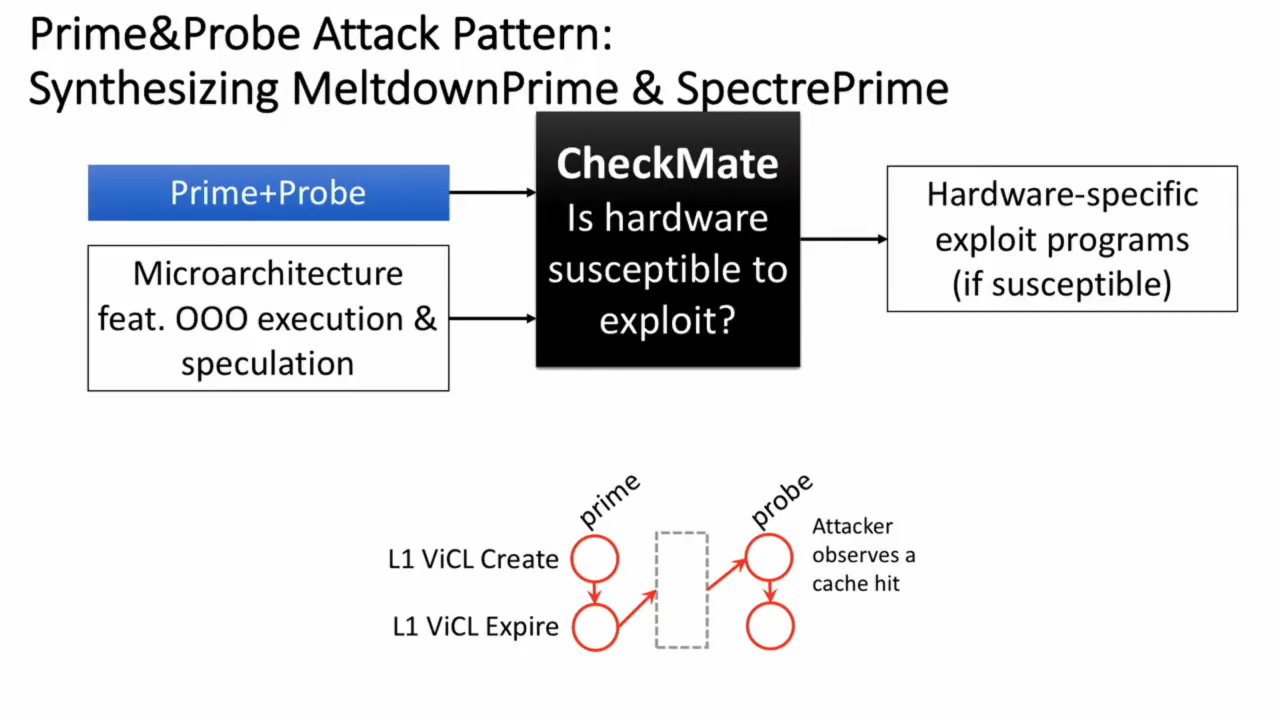 Prime&Probe Attack Pattern:
Synthesizing MeltdownPrime & SpectrePrime
Prime+Probe
Microarchitecture
feat. OOO execution &
speculation
CheckMate
Is hardware
susceptible to
exploit?
Hardware-specific
exploit programs
(if susceptible)
prime
probe
L1 ViCL Create
L1 ViCL Expire
Attacker
observes a
cache hit